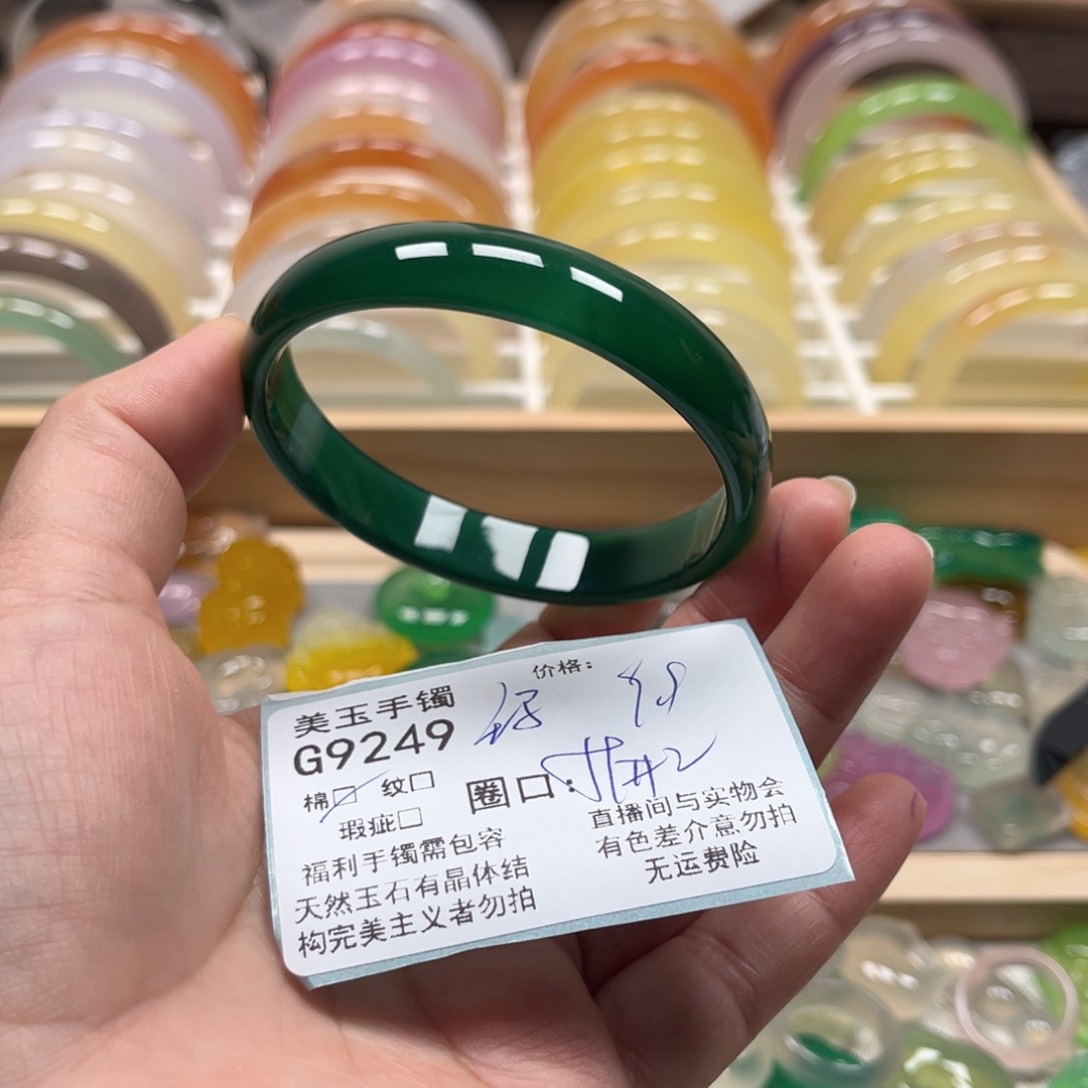 价格:
美玉手镯
G9249
棉□ 纹□ 圈口:
瑕疵□
福利手镯需包容
天然玉石有晶体结
构完美主义者勿拍
直播间与实物会
有色差介意勿拍
无运费险